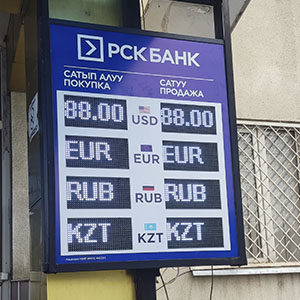 РСК БАНК
САТЫП АЛУУ САТУУ
ПОКУПКА ПРОДАЖА
88.00 USD 88.00
EUR EUR EUR
RUB RUB RUB
KZT KZT KZT